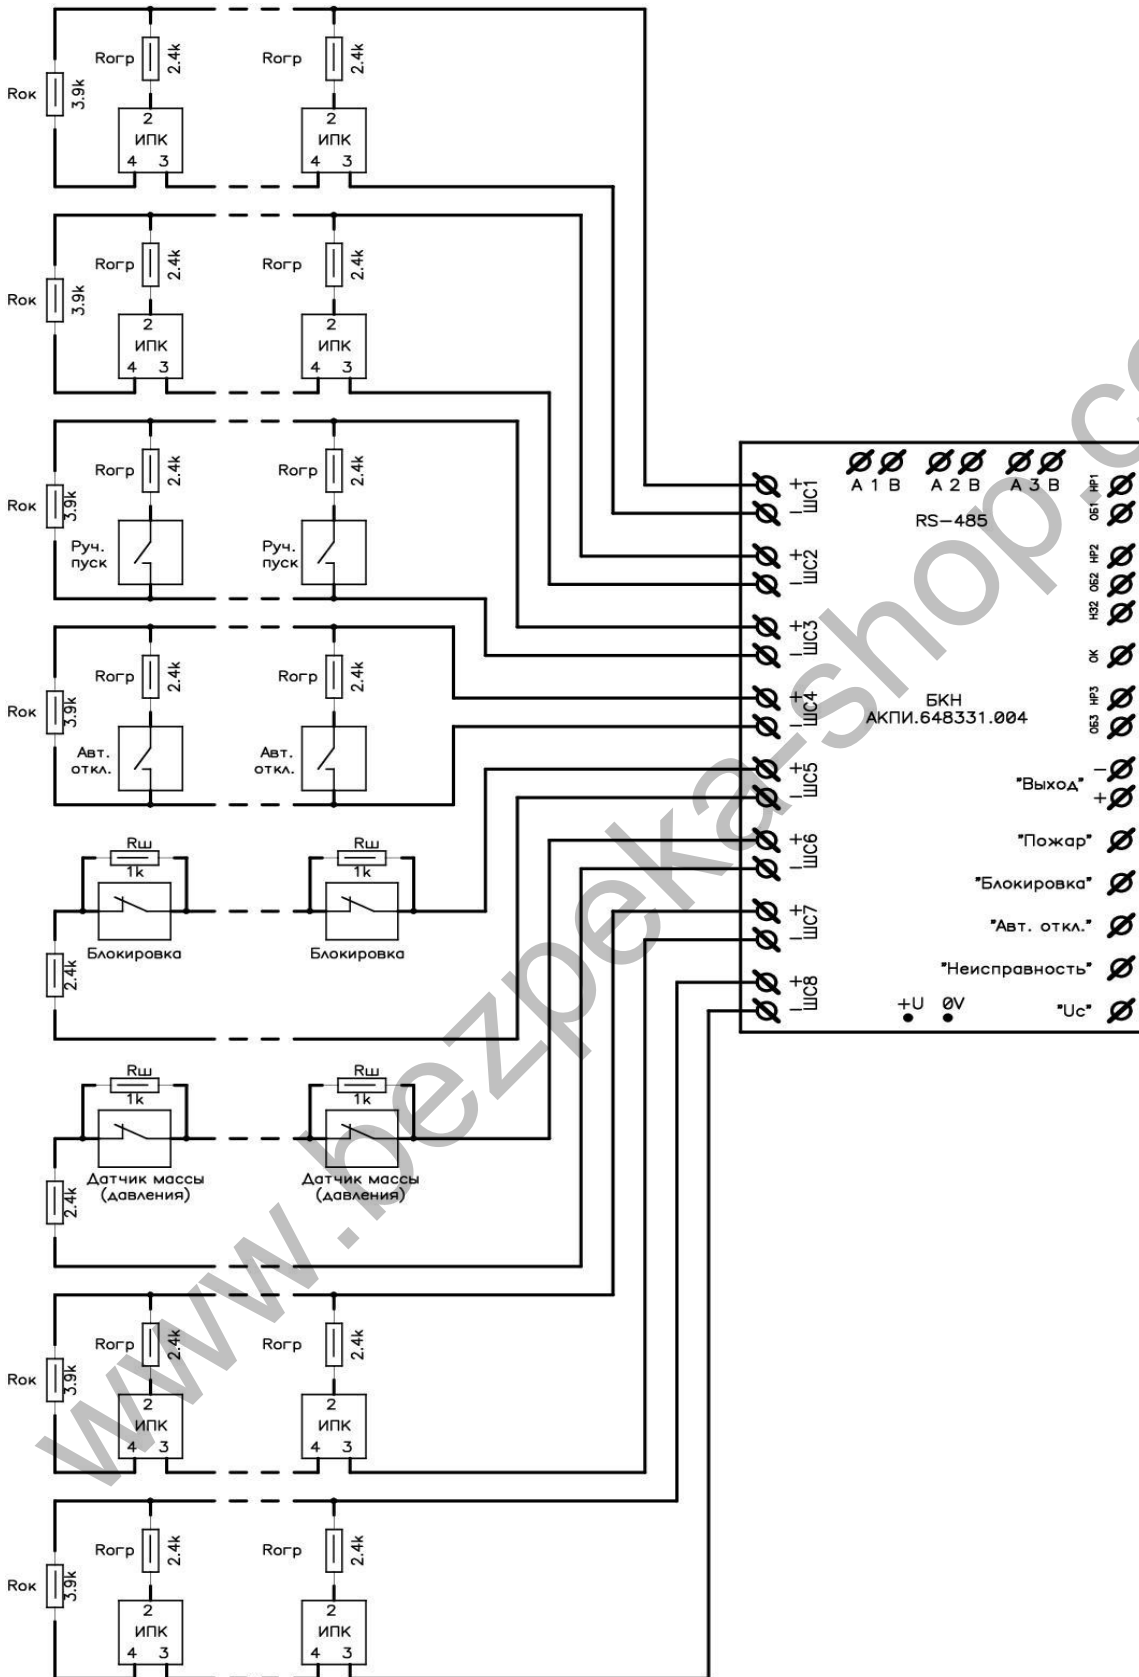 Rогр 2.4k Rогр 2.4k
Rок 3.9k
2 2
ИПК ИПК
4 3 4 3
Rогр 2.4k Rогр 2.4k
Rок 3.9k
2 2
ИПК ИПК
4 3 4 3
Rогр 2.4k Rогр 2.4k
Rок 3.9k
Руч. Руч.
пуск пуск
Rогр 2.4k Rогр 2.4k
Rок 3.9k
Авт. Авт.
откл. откл.
Rш Rш
1k 1k
Блокировка Блокировка
2.4k
Rш Rш
1k 1k
Датчик массы Датчик массы
(давления) (давления)
2.4k
Rогр 2.4k Rогр 2.4k
Rок 3.9k
2 2
ИПК ИПК
4 3 4 3
Rогр 2.4k Rогр 2.4k
Rок 3.9k
2 2
ИПК ИПК
4 3 4 3
+ ШС1 −
+ ШС2 −
+ ШС3 −
+ ШС4 −
+ ШС5 −
+ ШС6 −
+ ШС7 −
+ ШС8 −
A 1 B A 2 B A 3 B
RS-485
БКН
АКПИ.648331.004
НР1
ОБ1
НР2
ОБ2
НЗ2
ОК
НР3
ОБ3
"Выход" − +
"Пожар"
"Блокировка"
"Авт. откл."
"Неисправность"
+U 0V "Uc"
www.bezpeka-shop.c